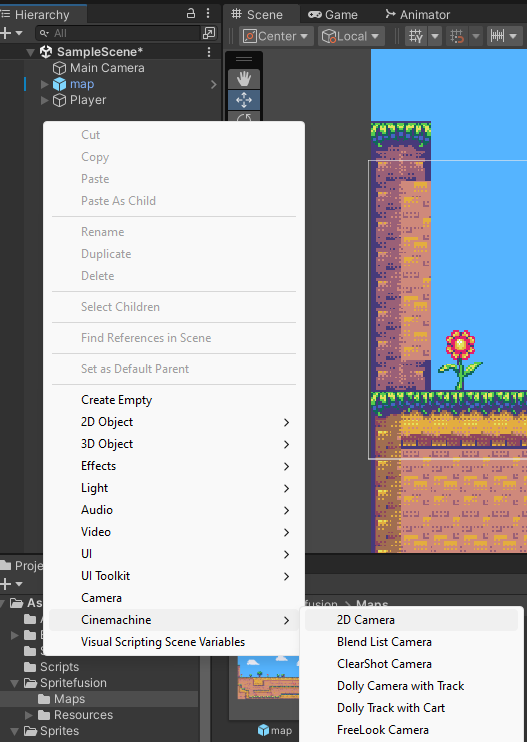 Hierarchy
Scene
Game
Animator
All
Center
Local
SampleScene*
Main Camera
map
Player
Cut
Copy
Paste
Paste As Child
Rename
Duplicate
Delete
Select Children
Find References in Scene
Set as Default Parent
Create Empty
2D Object
3D Object
Effects
Light
Audio
Video
UI
UI Toolkit
Camera
Cinemachine
Visual Scripting Scene Variables
2D Camera
Blend List Camera
ClearShot Camera
Dolly Camera with Track
Dolly Track with Cart
FreeLook Camera
Proje
As
fusion > Maps
Scripts
Spritefusion
Maps
Resources
Sprites
map